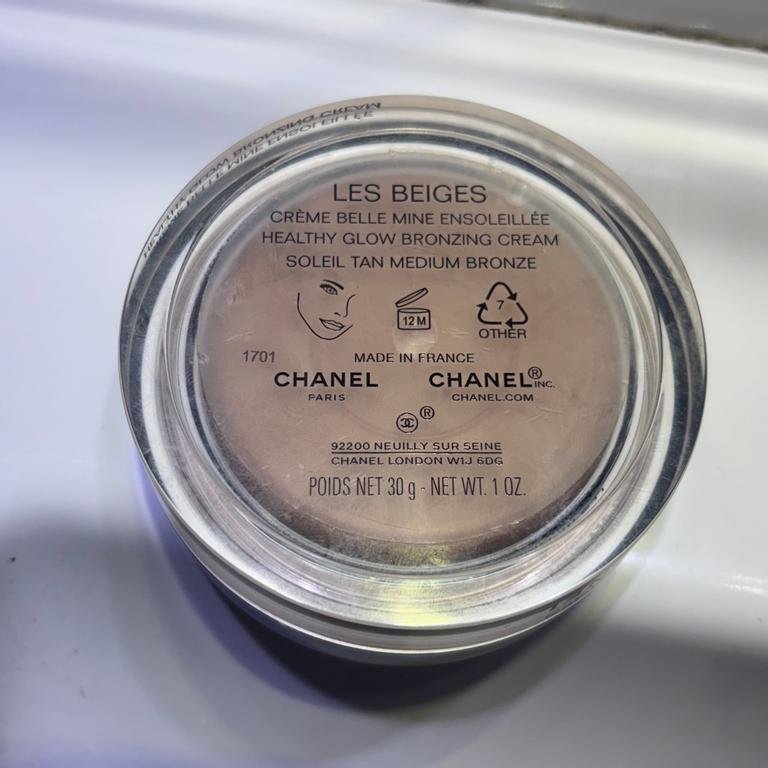 LES BEIGES
CRÈME BELLE MINE ENSOLEILLÉE
HEALTHY GLOW BRONZING CREAM
SOLEIL TAN MEDIUM BRONZE
12 M
7
OTHER
1701
MADE IN FRANCE
CHANEL CHANEL® INC.
PARIS CHANEL.COM
®
92200 NEUILLY SUR SEINE
CHANEL LONDON W1J 6DG
POIDS NET 30 g - NET WT. 1 OZ.